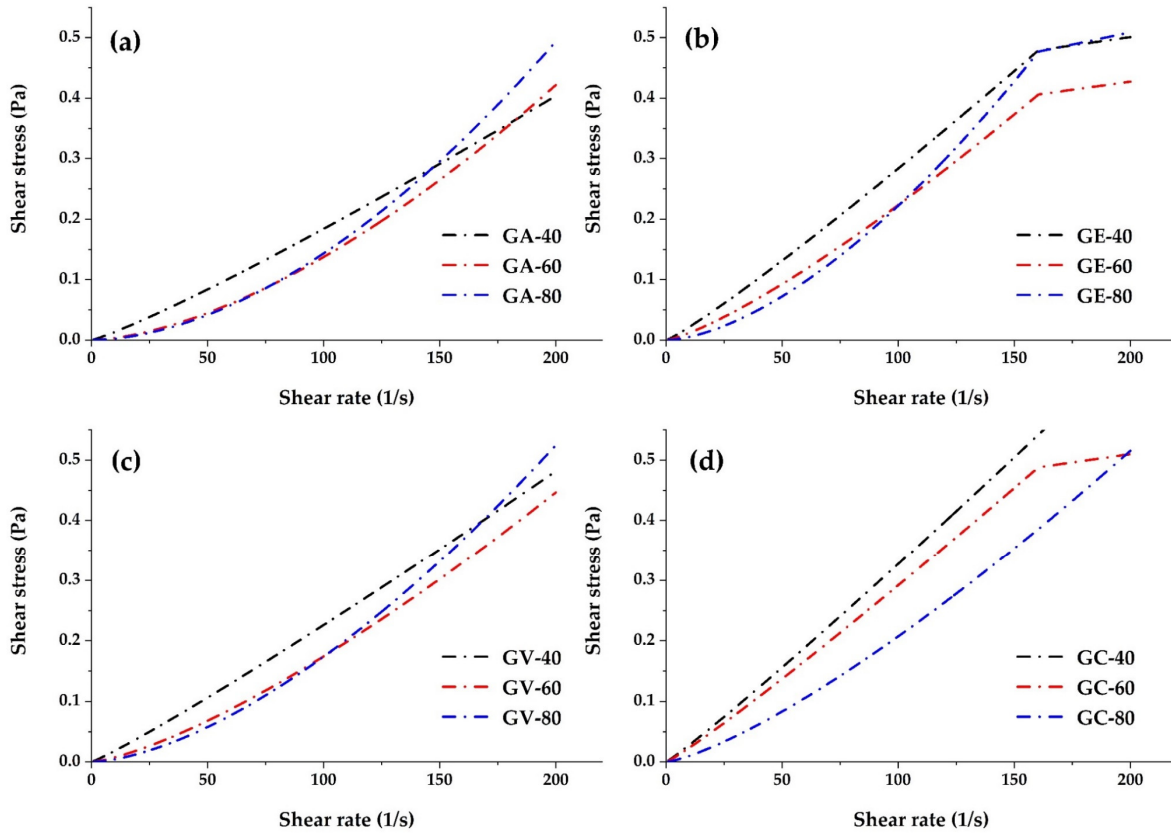 (a)
Shear stress (Pa)
0.5
0.4
0.3
0.2
0.1
0.0
GA-40
GA-60
GA-80
0
50
100
150
200
Shear rate (1/s)
(b)
Shear stress (Pa)
0.5
0.4
0.3
0.2
0.1
0.0
GE-40
GE-60
GE-80
0
50
100
150
200
Shear rate (1/s)
(c)
Shear stress (Pa)
0.5
0.4
0.3
0.2
0.1
0.0
GV-40
GV-60
GV-80
0
50
100
150
200
Shear rate (1/s)
(d)
Shear stress (Pa)
0.5
0.4
0.3
0.2
0.1
0.0
GC-40
GC-60
GC-80
0
50
100
150
200
Shear rate (1/s)